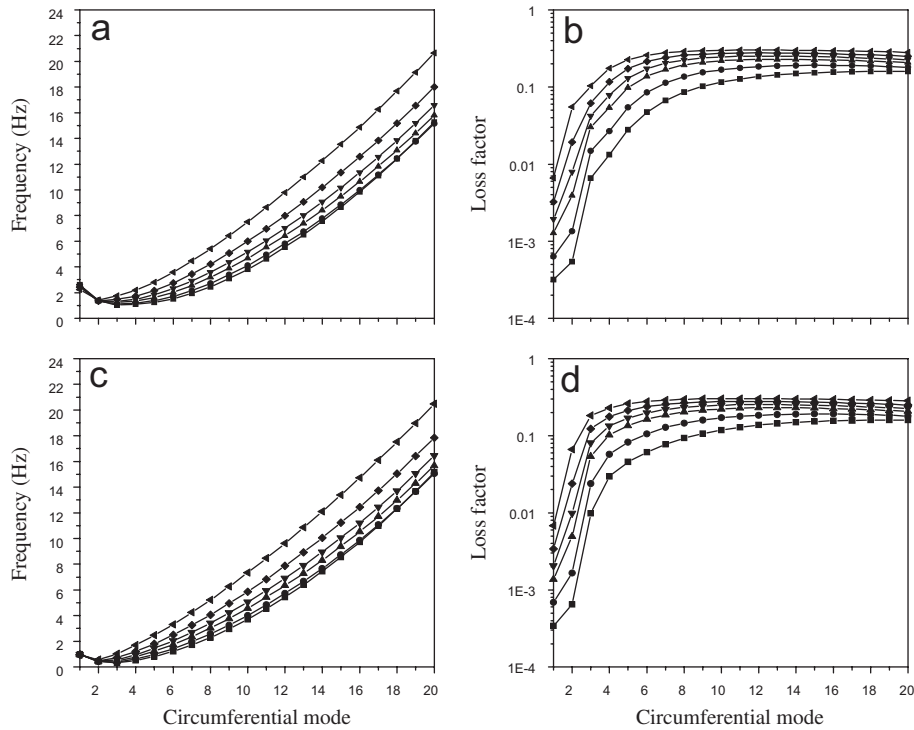 a
24
22
20
18
16
14
12
10
8
6
4
2
0
Frequency (Hz)
b
1
0.1
0.01
1E-3
1E-4
Loss factor
c
24
22
20
18
16
14
12
10
8
6
4
2
0
Frequency (Hz)
2 4 6 8 10 12 14 16 18 20
Circumferential mode
d
1
0.1
0.01
1E-3
1E-4
Loss factor
2 4 6 8 10 12 14 16 18 20
Circumferential mode